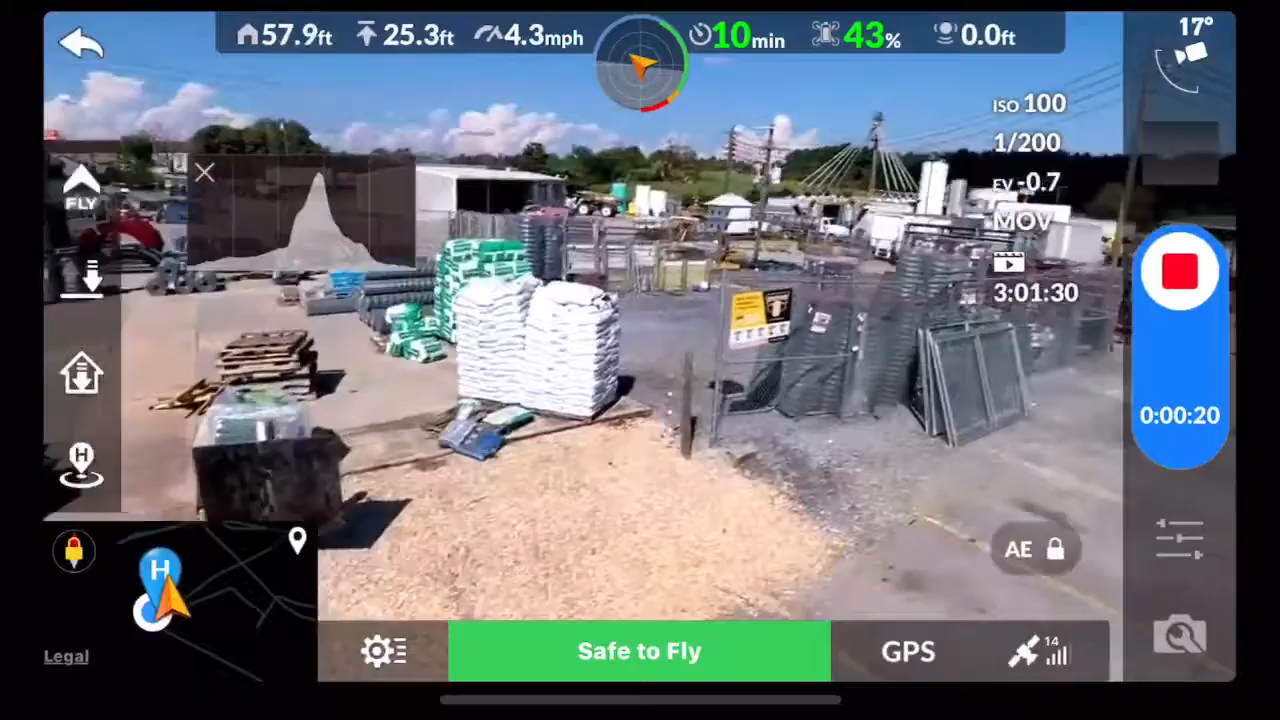 57.9ft
25.3ft
4.3mph
10min
43%
0.0ft
17°
ISO 100
1/200
EV -0.7
MOV
3:01:30
FLY
0:00:20
AE
H
H
Legal
Safe to Fly
GPS
14